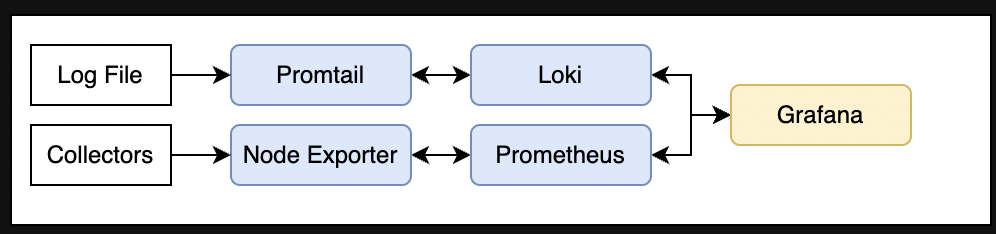 Log File
Promtail
Loki
Grafana
Collectors
Node Exporter
Prometheus